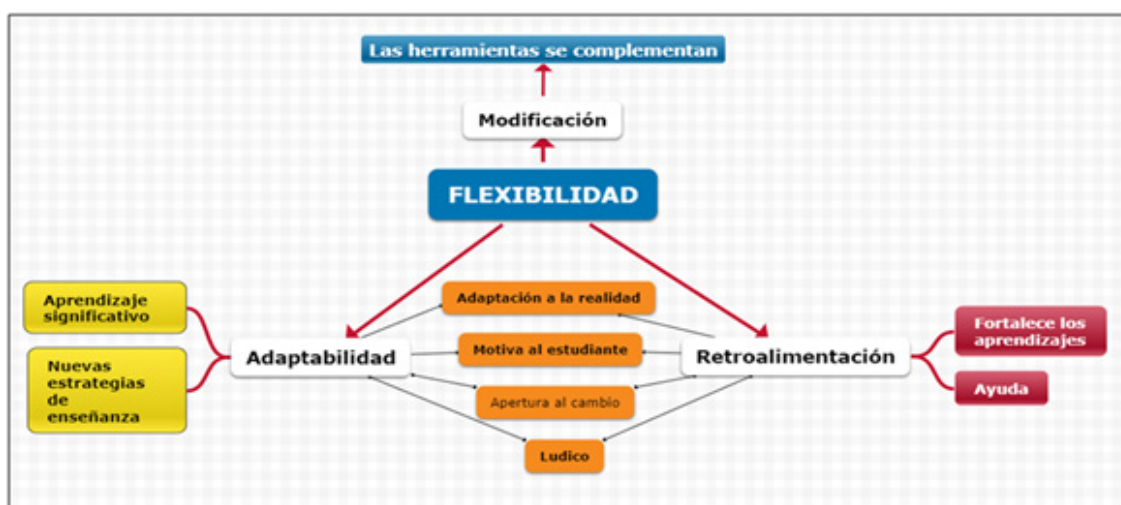 Las herramientas se complementan
Modificación
FLEXIBILIDAD
Aprendizaje
significativo
Nuevas
estrategias
de
enseñanza
Adaptabilidad
Adaptación a la realidad
Motiva al estudiante
Apertura al cambio
Ludico
Retroalimentación
Fortalece los
aprendizajes
Ayuda